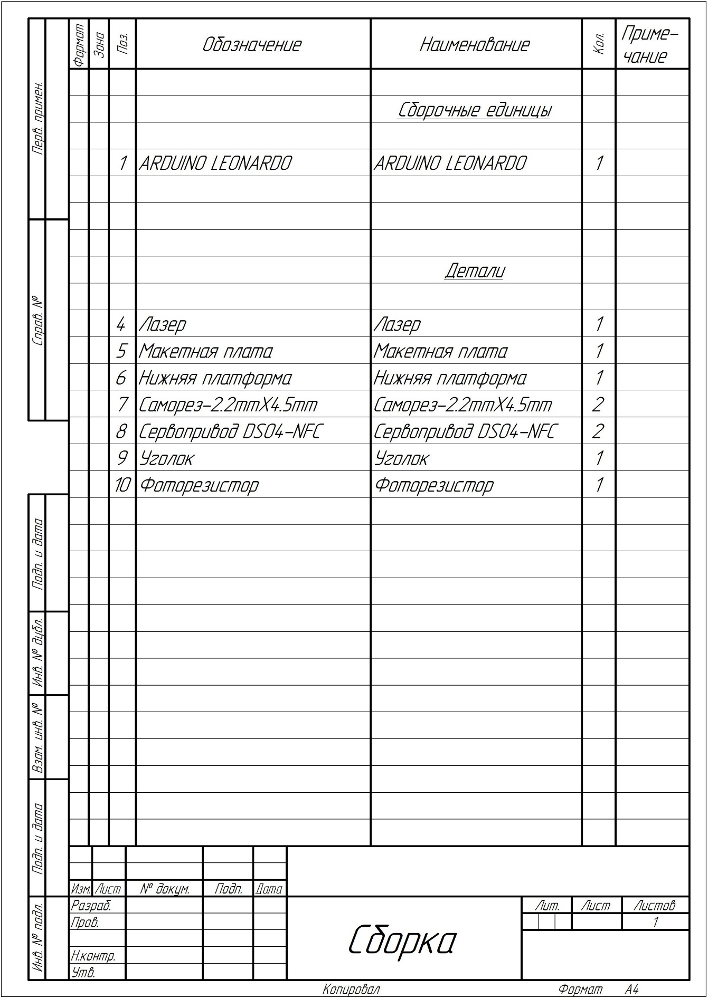 Формат Зона Поз. Обозначение Наименование Кол. Приме-
чание
Сборочные единицы
1 ARDUINO LEONARDO ARDUINO LEONARDO 1
Детали
4 Лазер Лазер 1
5 Макетная плата Макетная плата 1
6 Нижняя платформа Нижняя платформа 1
7 Саморез-2.2mmX4.5mm Саморез-2.2mmX4.5mm 2
8 Сервопривод DS04-NFC Сервопривод DS04-NFC 2
9 Уголок Уголок 1
10 Фоторезистор Фоторезистор 1
Перв. примен.
Справ. №
Подп. и дата
Инв. № дубл.
Взам. инв. №
Подп. и дата
Инв. № подл.
Изм. Лист № докум. Подп. Дата
Разраб.
Пров.
Н.контр.
Утв.
Сборка
Лит. Лист Листов
1
Копировал Формат А4